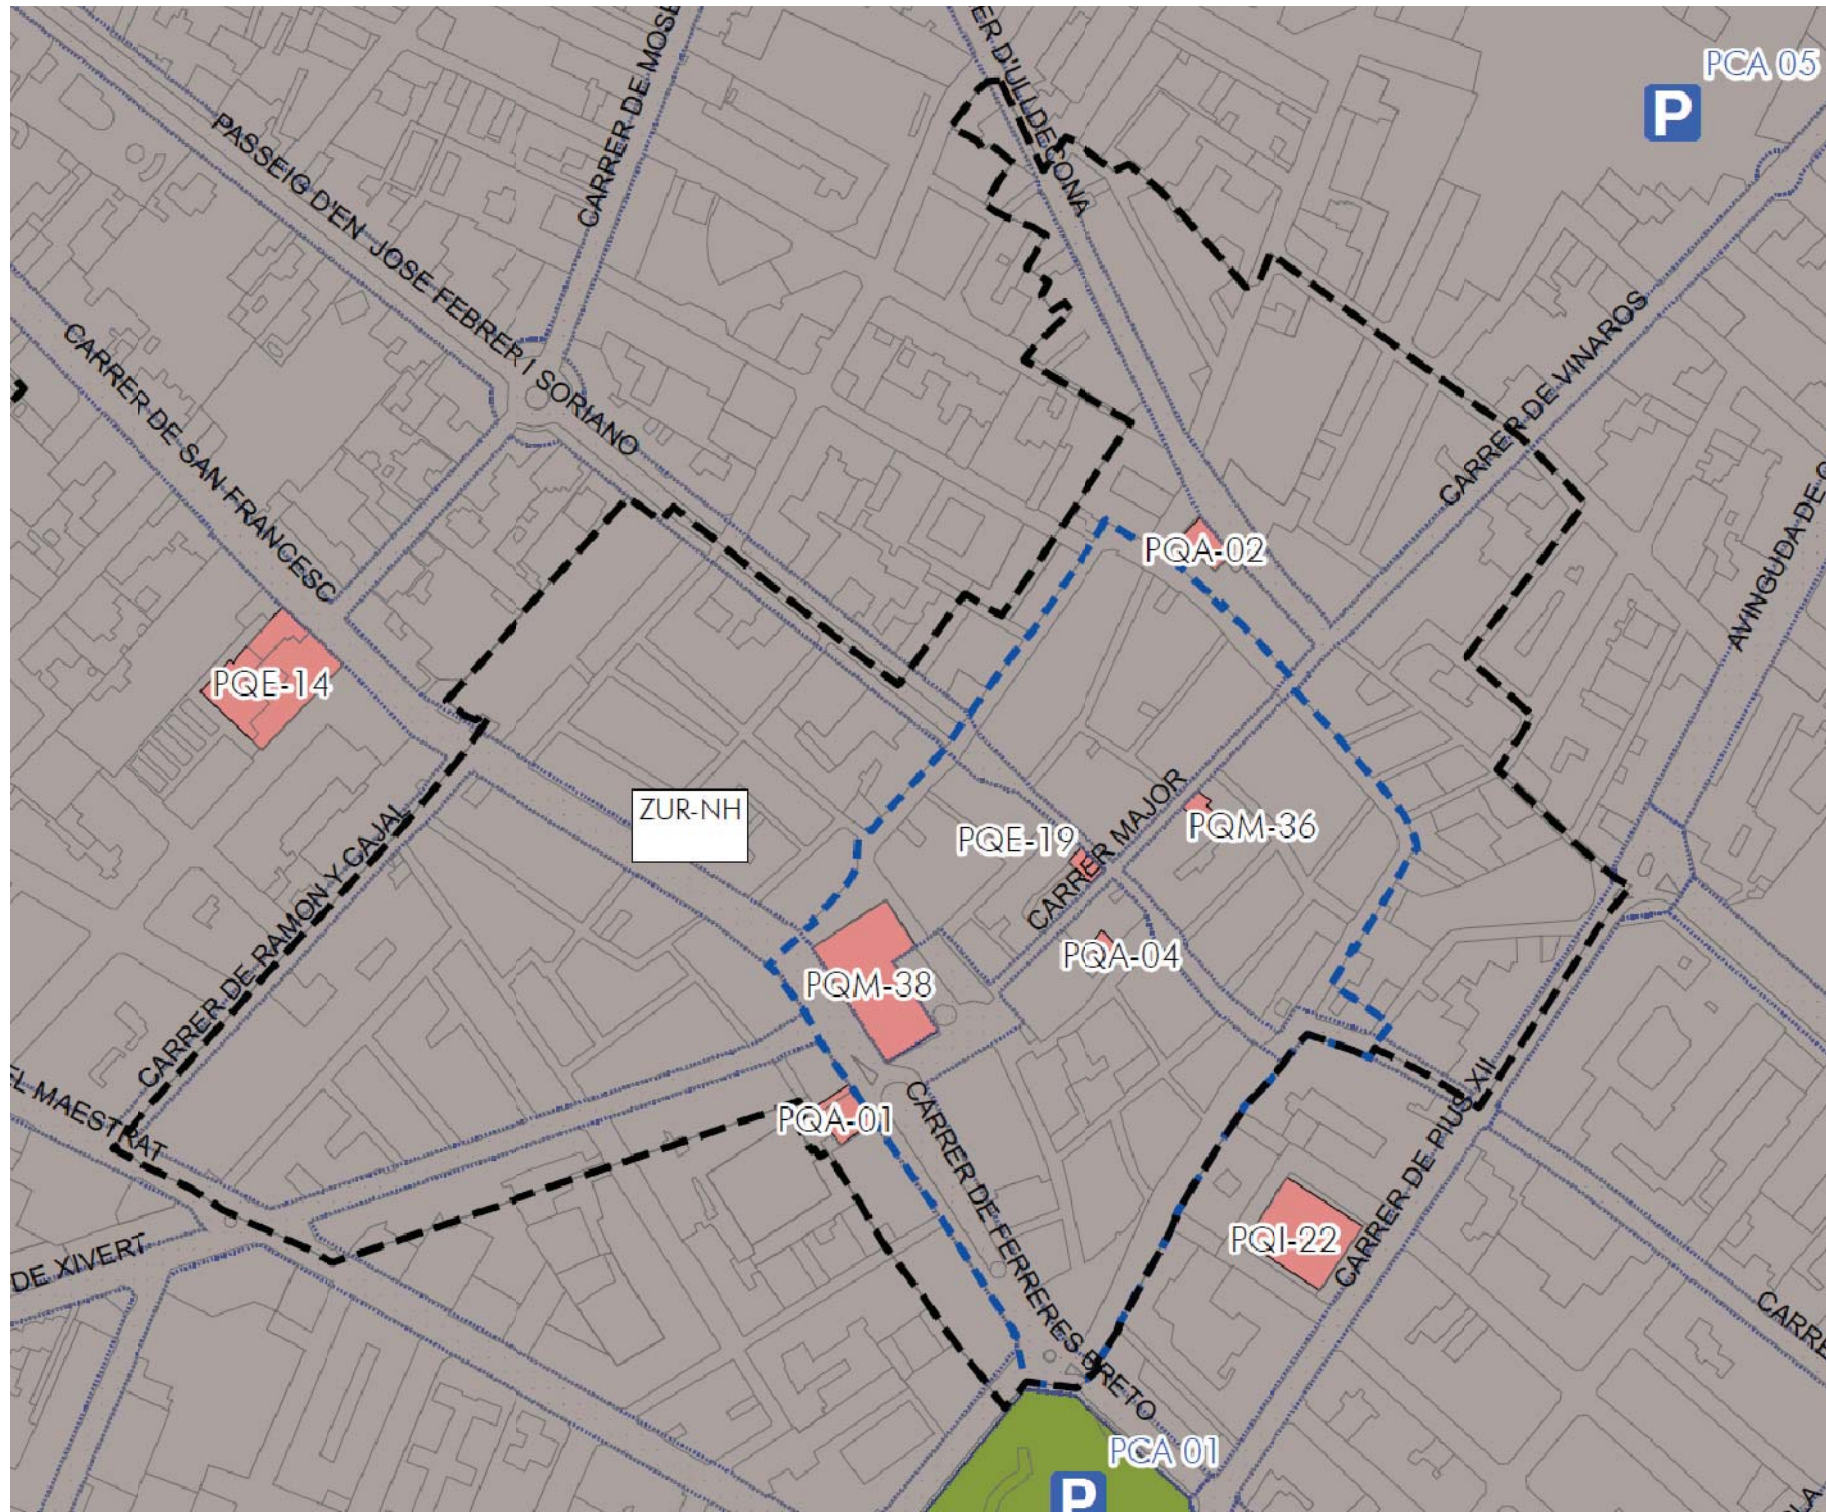 PCA 05
P
ER D'ULLDECONA
CARRER DE MOSE
PASSEIG D'EN JOSE FEBRER I SORIANO
CARRER DE SAN FRANCESC
CARRER DE VINAROS
AVINGUDA DE
PQA-02
PQE-14
ZUR-NH
PQE-19
CARRER MAJOR
PQM-36
CARRER DE RAMON Y CAJAL
PQA-04
PQM-38
EL MAESTRAT
PQA-01
CARRER DE FERRERES BRETO
CARRER DE PIUS XII
PQI-22
DE XIVERT
CARRE
PCA 01
P